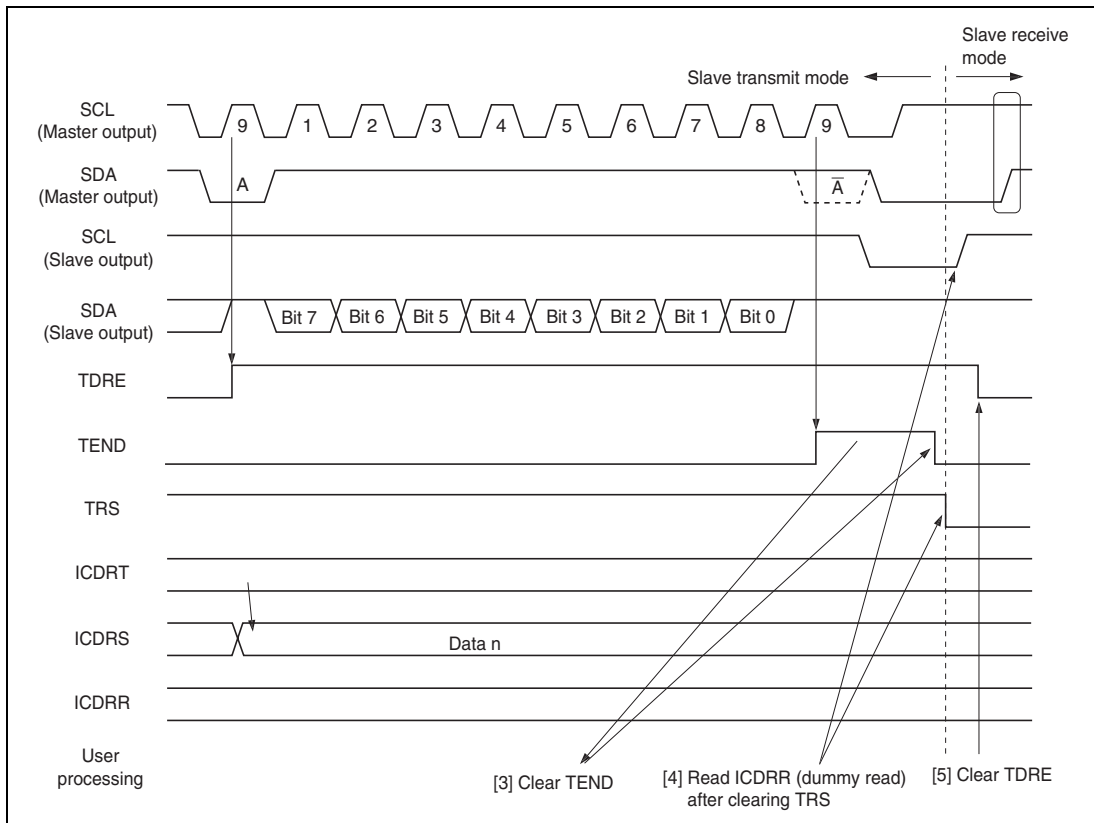 Slave receive
mode
Slave transmit mode
SCL
(Master output)
9 1 2 3 4 5 6 7 8 9
SDA
(Master output)
A A̅
SCL
(Slave output)
SDA
(Slave output)
Bit 7 Bit 6 Bit 5 Bit 4 Bit 3 Bit 2 Bit 1 Bit 0
TDRE
TEND
TRS
ICDRT
ICDRS
Data n
ICDRR
User
processing
[3] Clear TEND
[4] Read ICDRR (dummy read)
after clearing TRS
[5] Clear TDRE